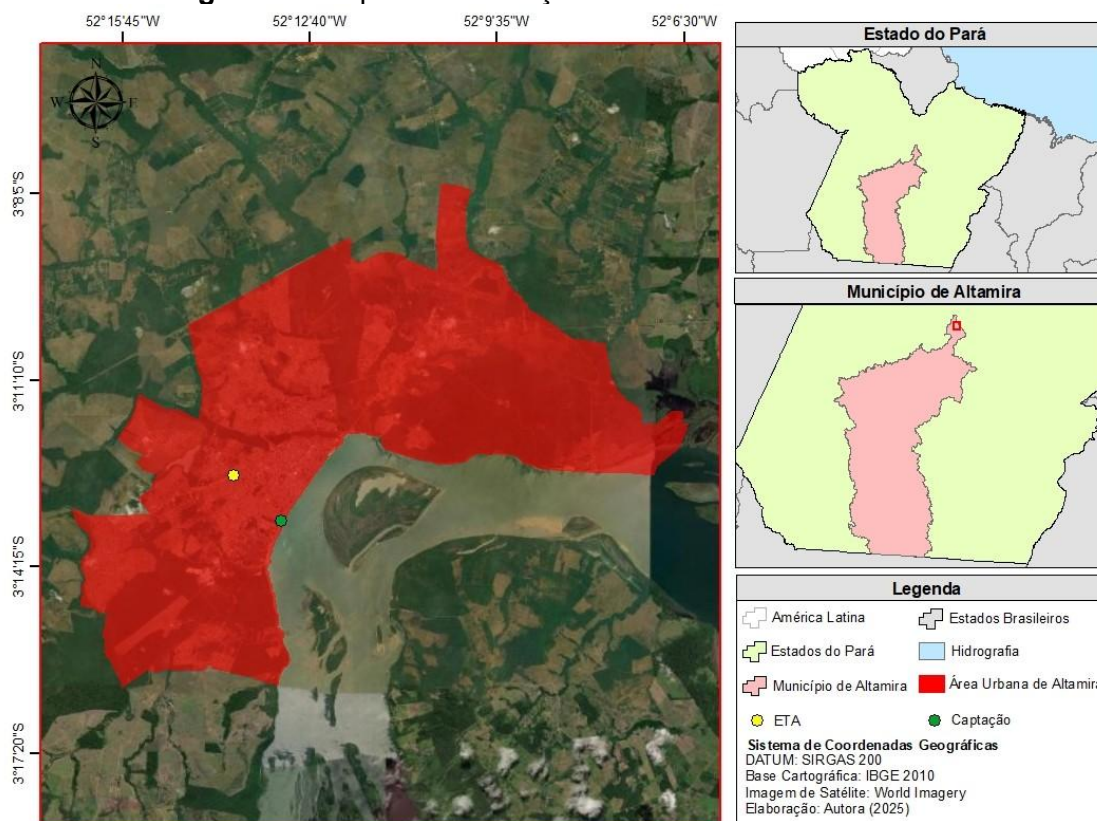 52°15'45"W 52°12'40"W 52°9'35"W 52°6'30"W
N
W E
S
3°8'5"S
3°11'10"S
3°14'15"S
3°17'20"S
Estado do Pará
Município de Altamira
Legenda
América Latina
Estados Brasileiros
Estados do Pará
Hidrografia
Município de Altamira
Área Urbana de Altamira
ETA
Captação
Sistema de Coordenadas Geográficas
DATUM: SIRGAS 200
Base Cartográfica: IBGE 2010
Imagem de Satélite: World Imagery
Elaboração: Autora (2025)